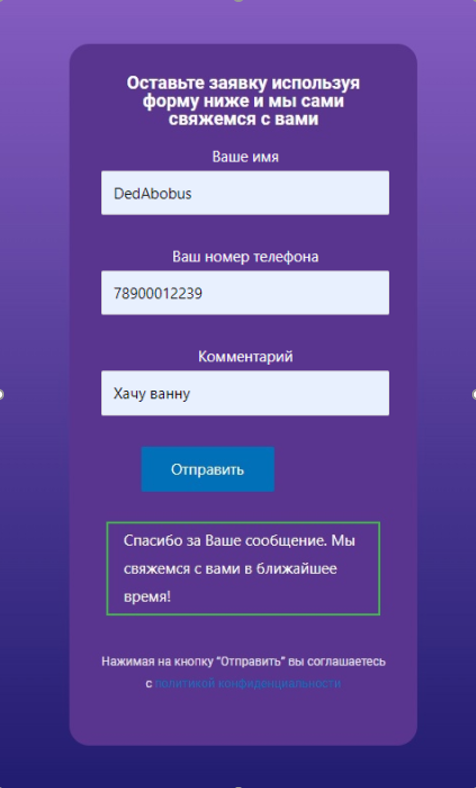 Оставьте заявку используя
форму ниже и мы сами
свяжемся с вами
Ваше имя
DedAbobus
Ваш номер телефона
78900012239
Комментарий
Хачу ванну
Отправить
Спасибо за Ваше сообщение. Мы
свяжемся с вами в ближайшее
время!
Нажимая на кнопку "Отправить" вы соглашаетесь
с политикой конфиденциальности